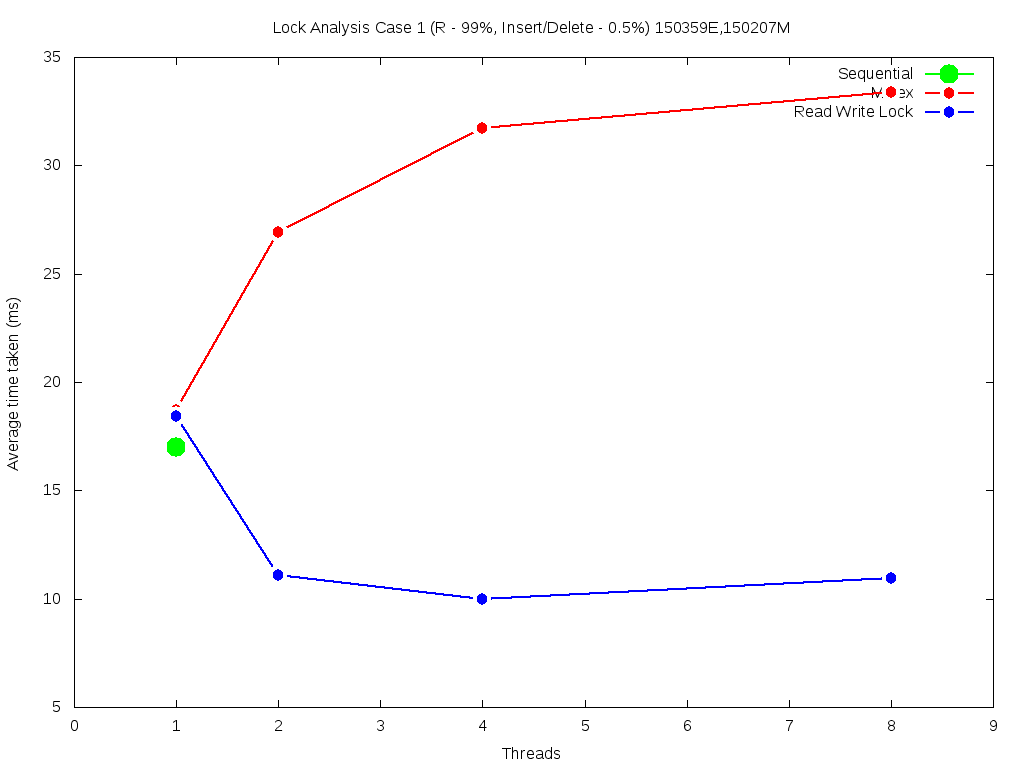 Lock Analysis Case 1 (R - 99%, Insert/Delete - 0.5%) 150359E,150207M
35
30
25
20
15
10
5
0 1 2 3 4 5 6 7 8 9
Average time taken (ms)
Threads
Sequential
Read Write Lock